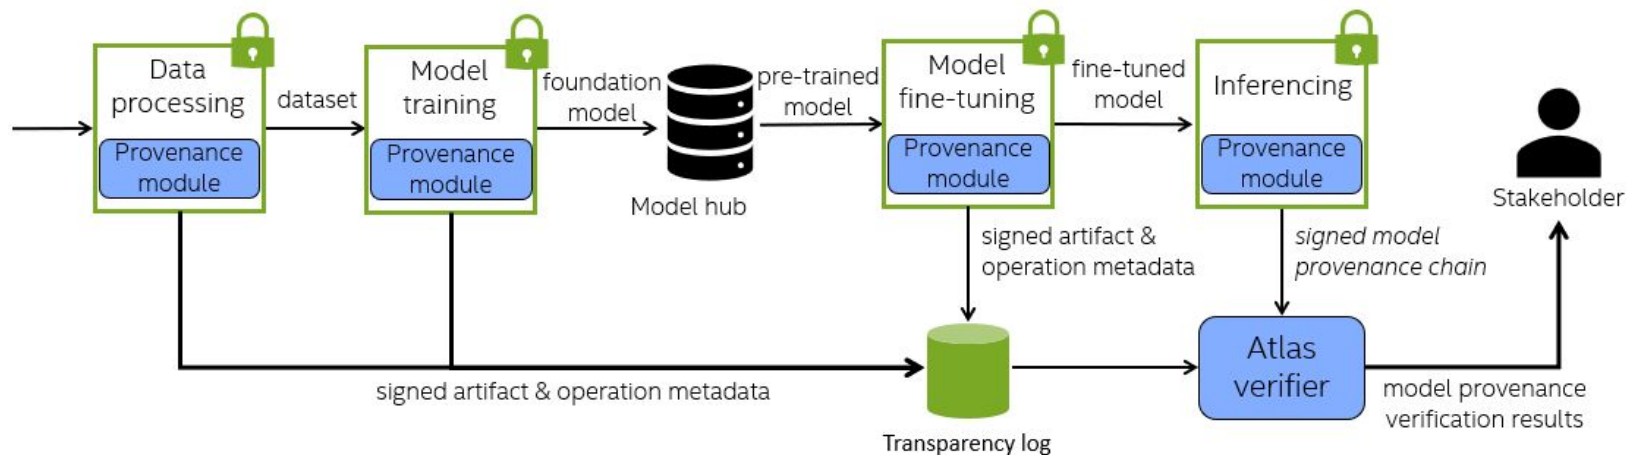 Data
processing
Provenance
module
dataset
Model
training
Provenance
module
foundation
model
Model hub
pre-trained
model
Model
fine-tuning
Provenance
module
fine-tuned
model
Inferencing
Provenance
module
Stakeholder
signed artifact &
operation metadata
signed model
provenance chain
signed artifact & operation metadata
Transparency log
Atlas
verifier
model provenance
verification results